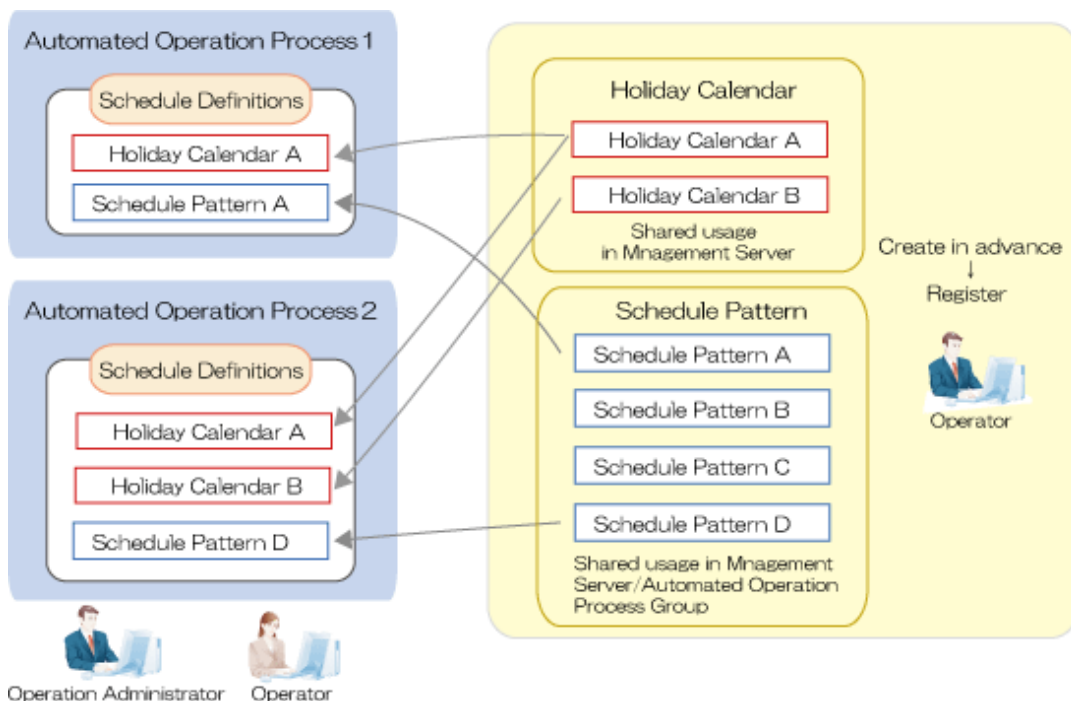 Automated Operation Process 1
Schedule Definitions
Holiday Calendar A
Schedule Pattern A
Automated Operation Process 2
Schedule Definitions
Holiday Calendar A
Holiday Calendar B
Schedule Pattern D
Operation Administrator
Operator
Holiday Calendar
Holiday Calendar A
Holiday Calendar B
Shared usage
in Mnagement Server
Schedule Pattern
Schedule Pattern A
Schedule Pattern B
Schedule Pattern C
Schedule Pattern D
Shared usage in Mnagement
Server/Automated Operation
Process Group
Create in advance
↓
Register
Operator